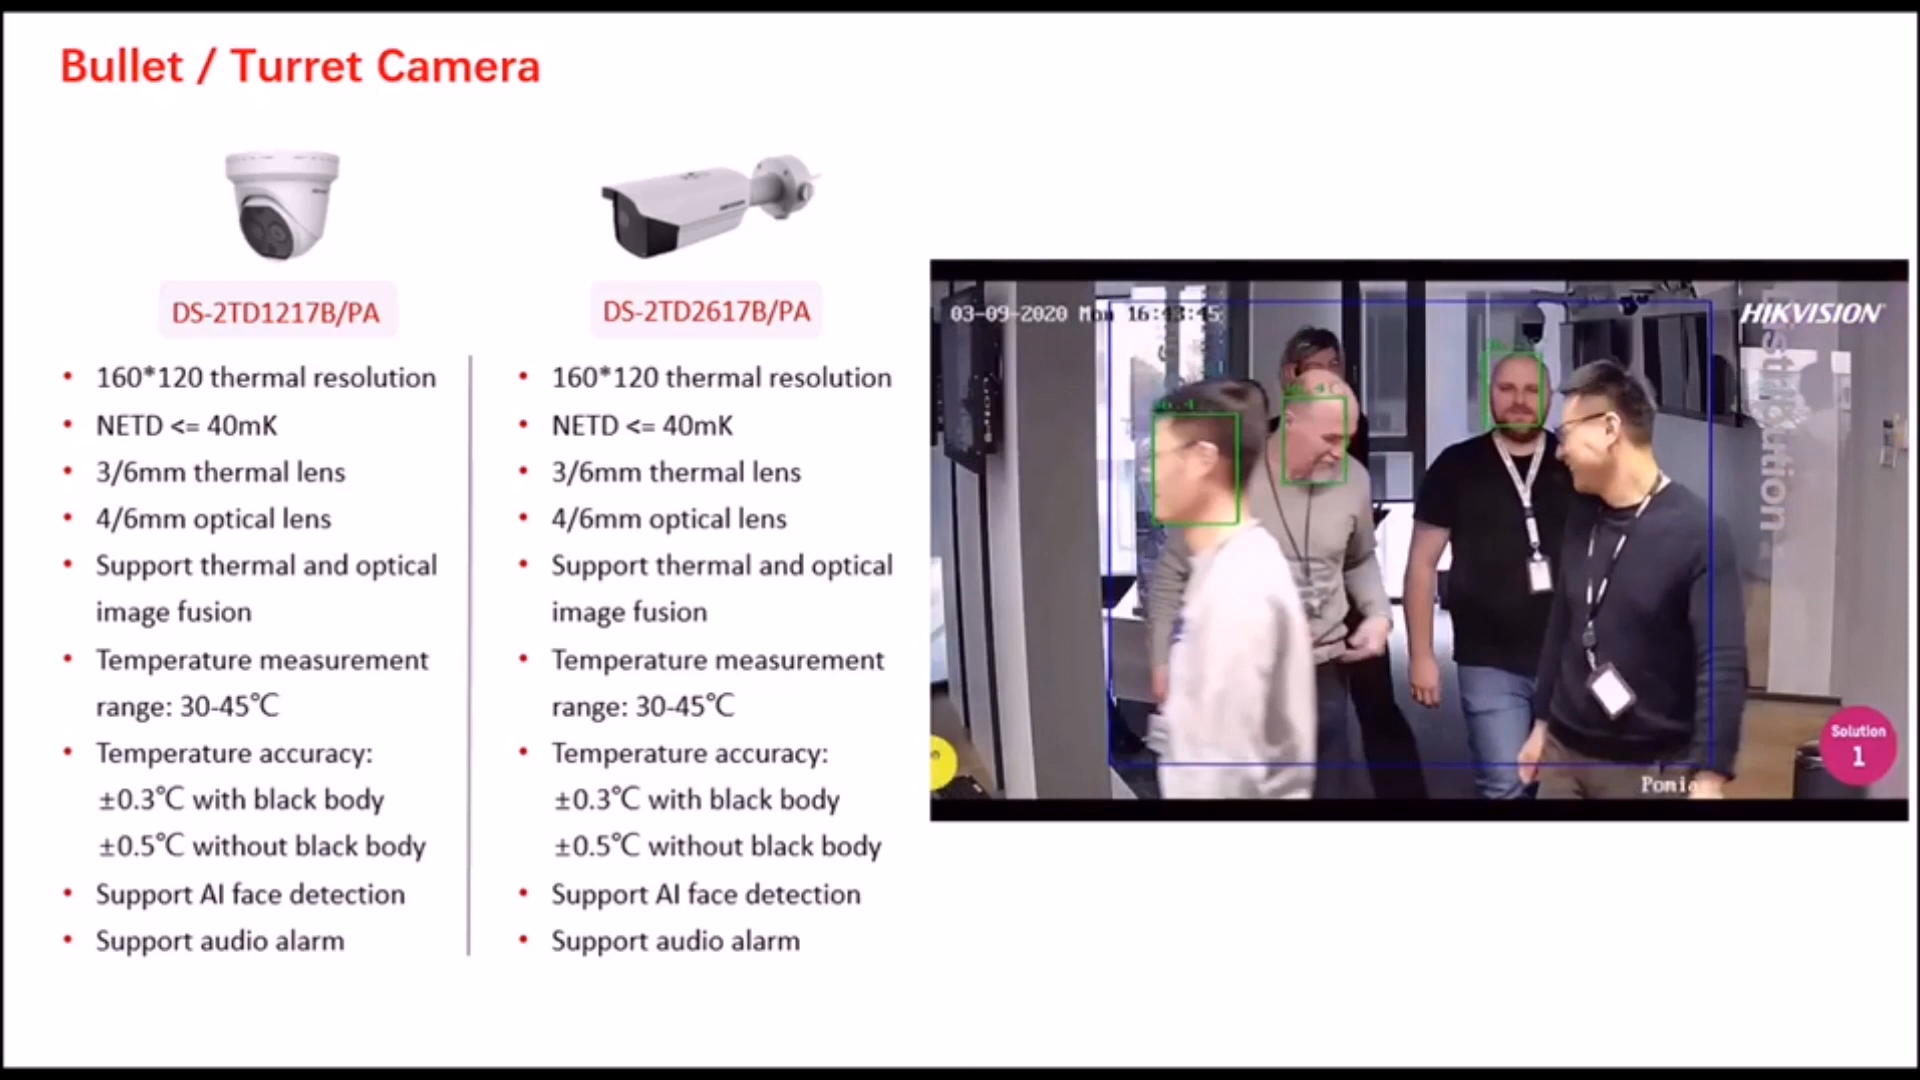 Bullet / Turret Camera
DS-2TD1217B/PA
• 160*120 thermal resolution
• NETD <= 40mK
• 3/6mm thermal lens
• 4/6mm optical lens
• Support thermal and optical
image fusion
• Temperature measurement
range: 30-45℃
• Temperature accuracy:
±0.3℃ with black body
±0.5℃ without black body
• Support AI face detection
• Support audio alarm
DS-2TD2617B/PA
• 160*120 thermal resolution
• NETD <= 40mK
• 3/6mm thermal lens
• 4/6mm optical lens
• Support thermal and optical
image fusion
• Temperature measurement
range: 30-45℃
• Temperature accuracy:
±0.3℃ with black body
±0.5℃ without black body
• Support AI face detection
• Support audio alarm
03-09-2020 Mon 16:43:45
HIKVISION
Solution
1